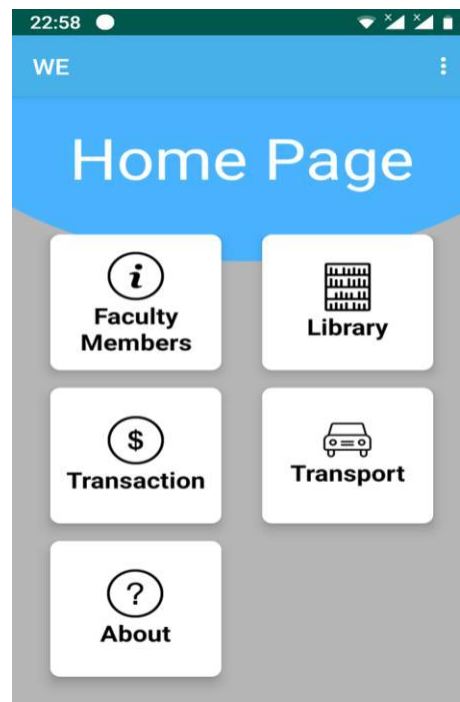 22:58
WE
Home Page
Faculty
Members
Library
Transaction
Transport
About